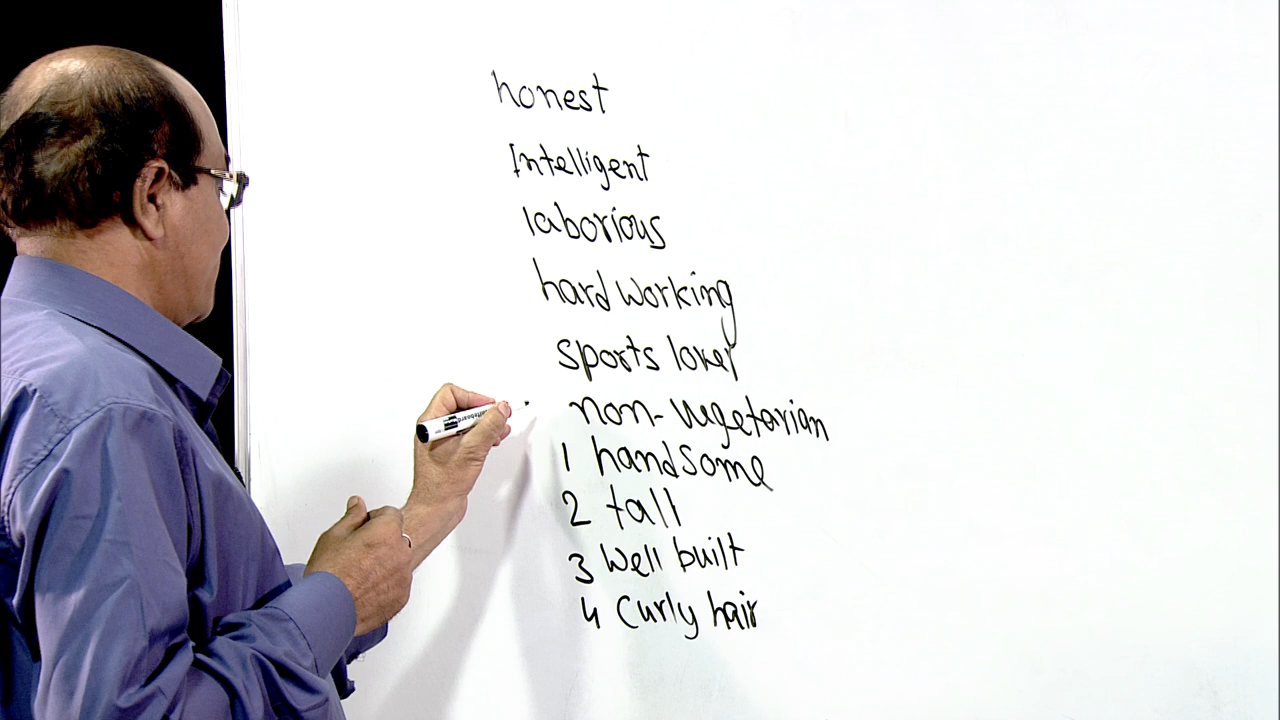 honest
Intelligent
laborious
hard working
sports lover
non-vegetarian
1 handsome
2 tall
3 Well built
4 Curly hair